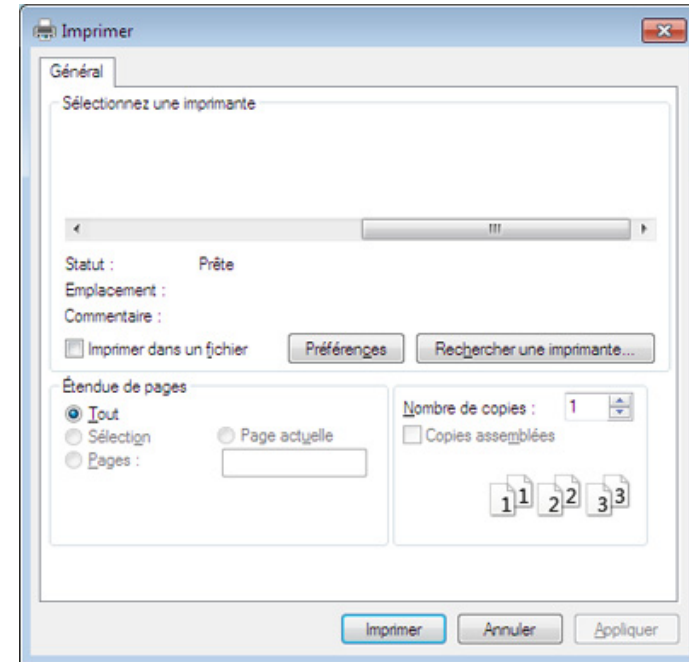 Imprimer
Général
Sélectionnez une imprimante
Statut : Prête
Emplacement :
Commentaire :
Imprimer dans un fichier Préférences Rechercher une imprimante...
Étendue de pages
Tout
Sélection Page actuelle
Pages :
Nombre de copies : 1
Copies assemblées
1 1 2 2 3 3
Imprimer Annuler Appliquer